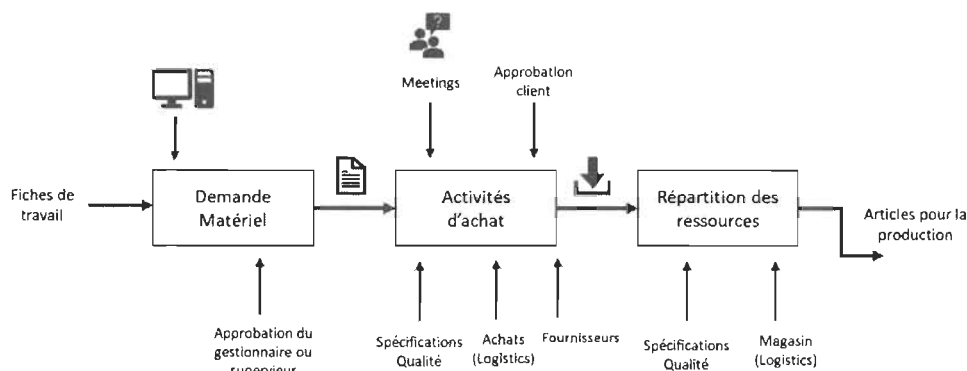 ?
Meetings
Approbation
client
Fiches de
travail
Demande
Matériel
Activités
d'achat
Répartition des
ressources
Articles pour la
production
Approbation du
gestionnaire ou
Spécifications
Qualité
Achats
(Logistics)
Fournisseurs
Spécifications
Qualité
Magasin
(Logistics)